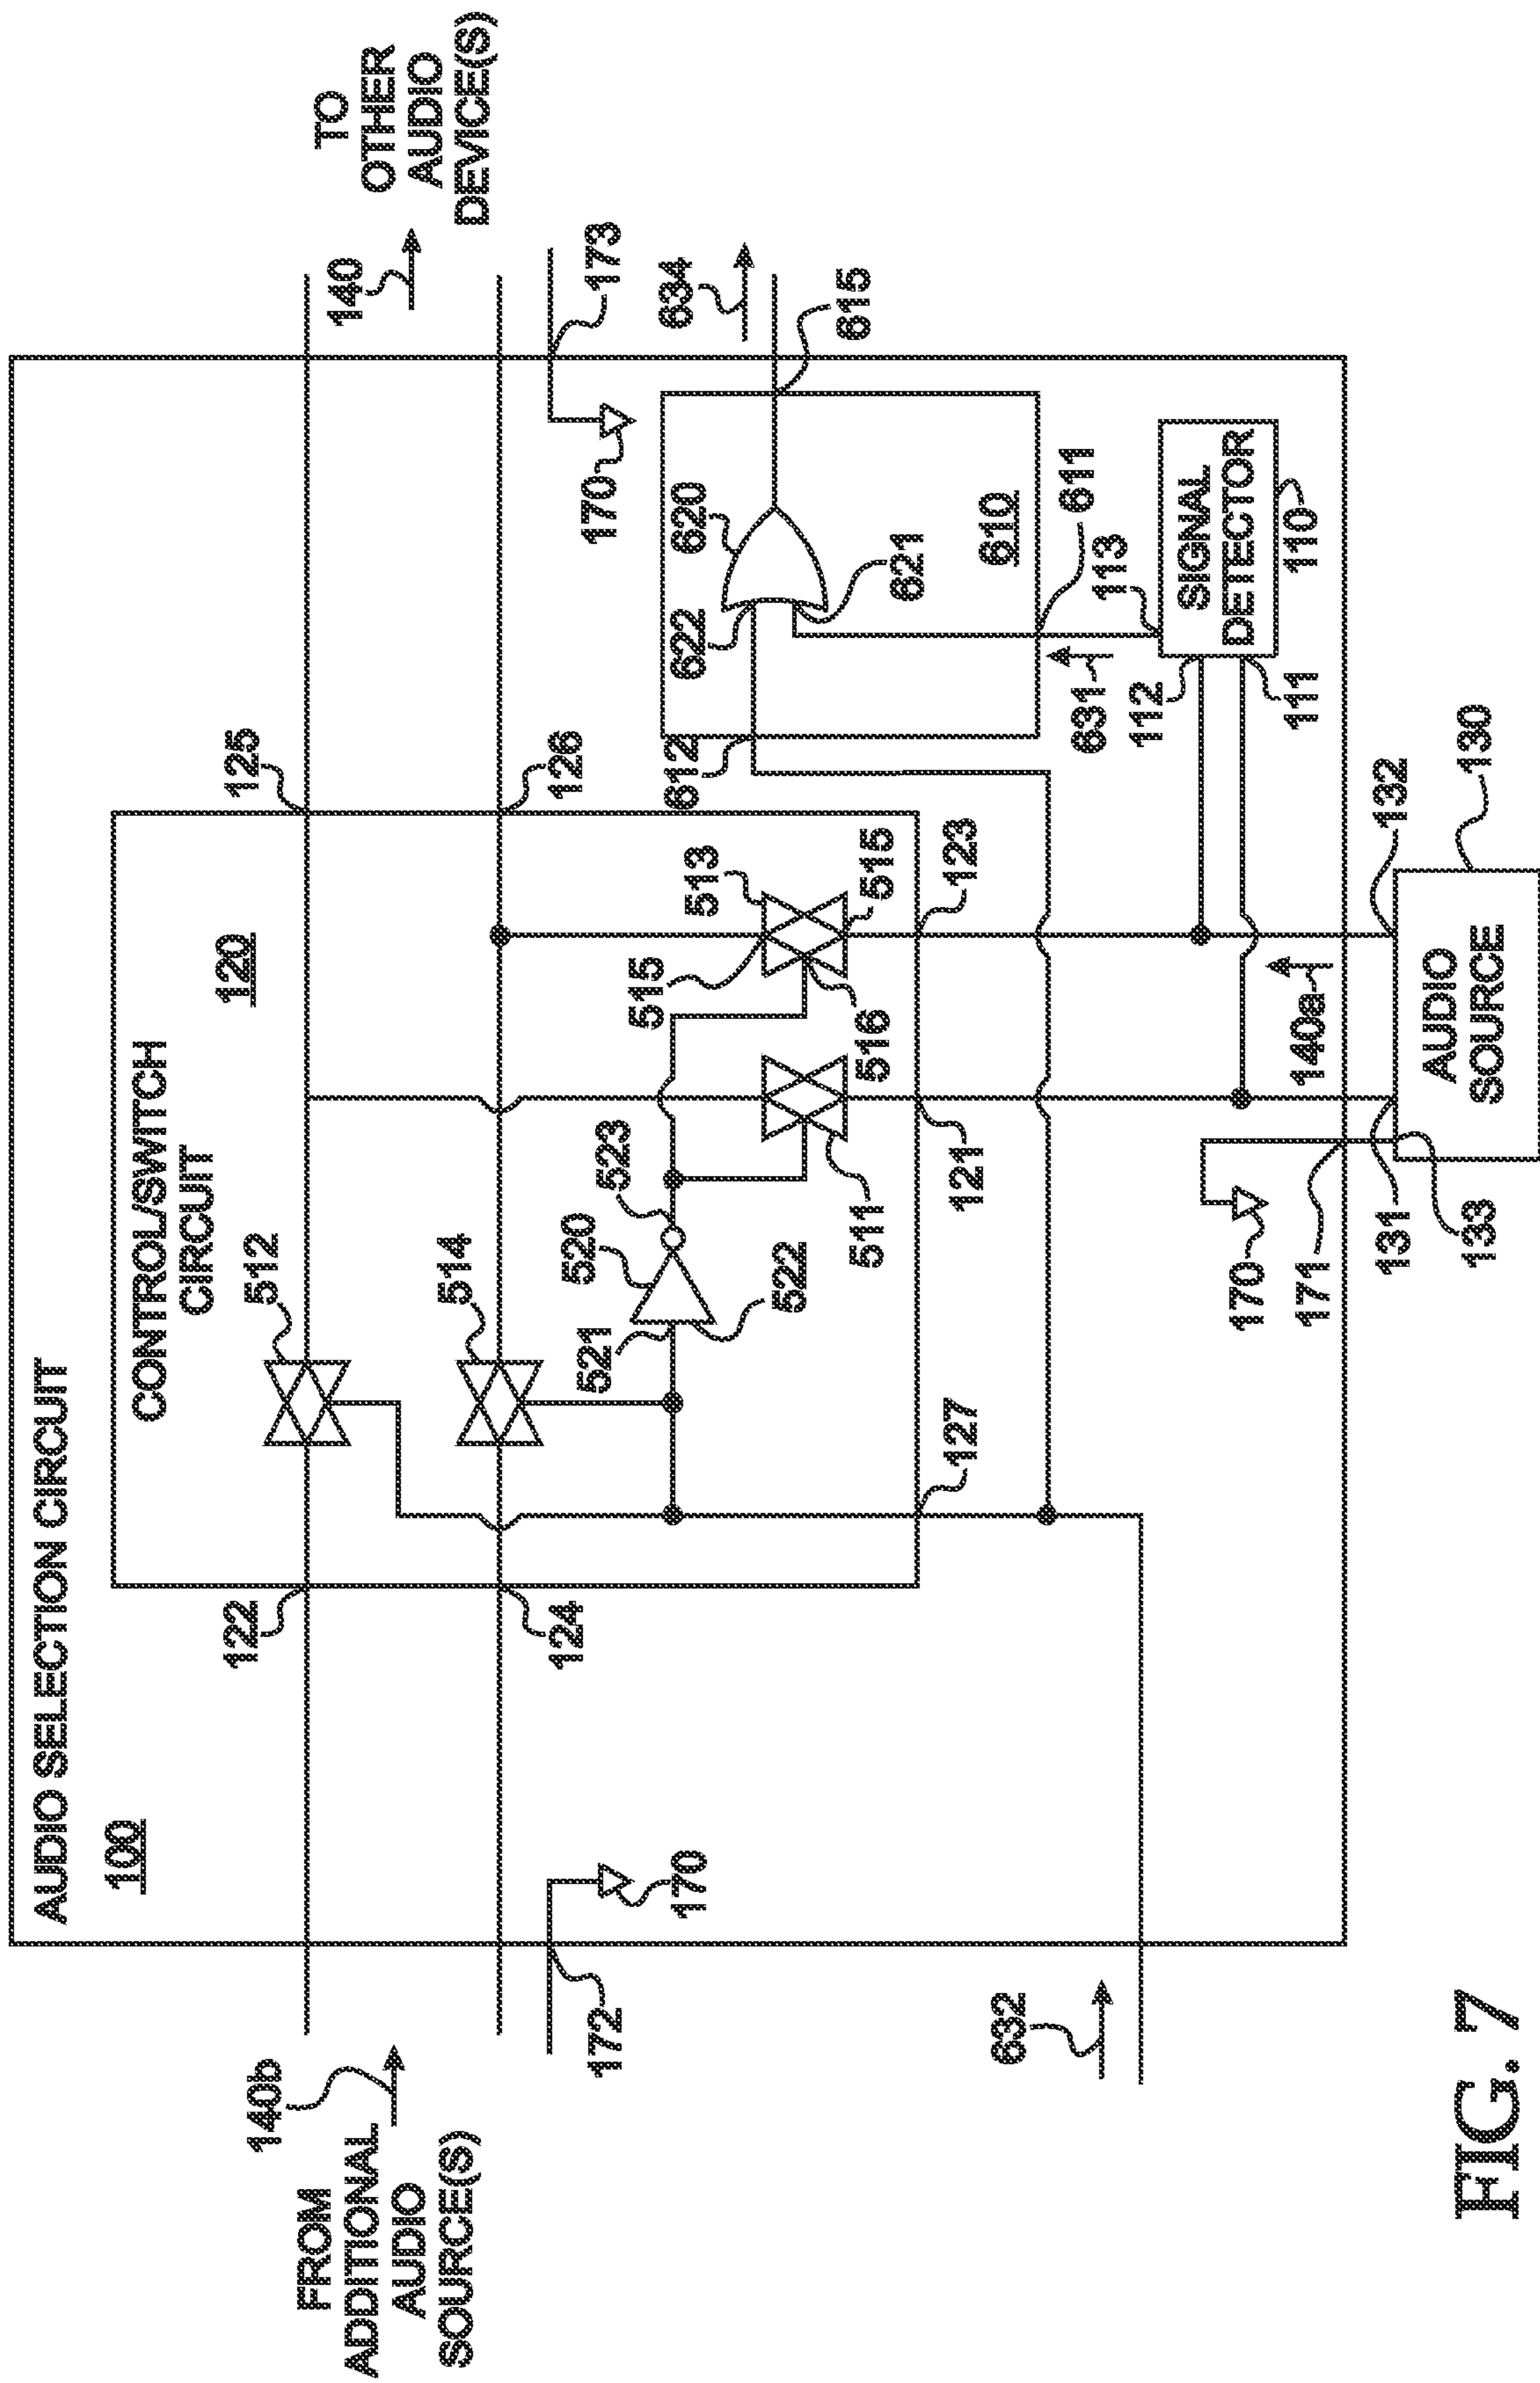 AUDIO SELECTION CIRCUIT
100
CONTROL/SWITCH
CIRCUIT
120
FROM
ADDITIONAL
AUDIO
SOURCE(S)
140b
TO
OTHER
AUDIO
DEVICE(S)
140
122
124
125
126
512
514
520
521
522
523
511
513
515
515
516
121
123
127
172
170
173
170
632
634
615
620
622
621
610
612
611
631
113
112
111
SIGNAL
DETECTOR
110
140a
170
171
131
133
132
130
AUDIO
SOURCE
FIG. 7